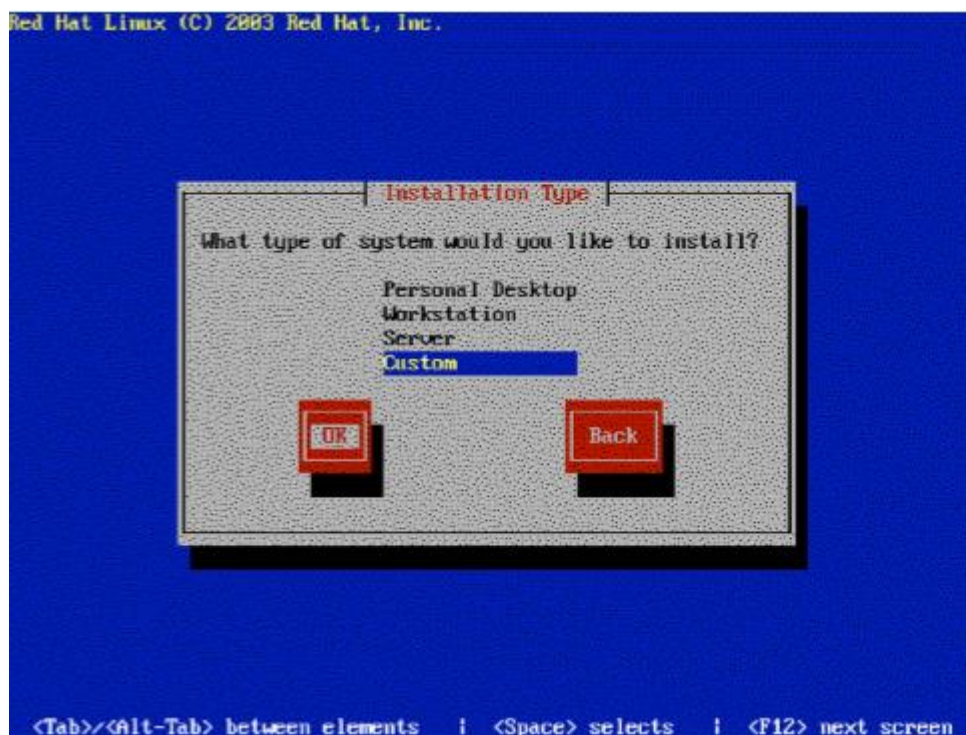 Red Hat Linux (C) 2003 Red Hat, Inc.
Installation Type
What type of system would you like to install?
Personal Desktop
Workstation
Server
Custom
OK
Back
<Tab>/<Alt-Tab> between elements | <Space> selects | <F12> next screen